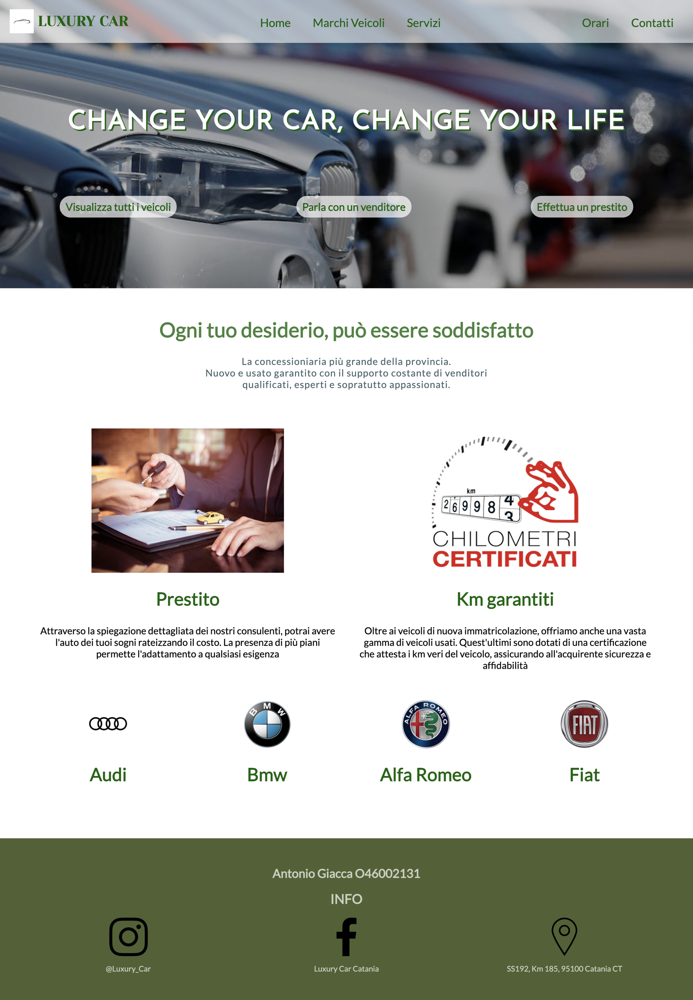 LUXURY CAR
Home
Marchi Veicoli
Servizi
Orari
Contatti
CHANGE YOUR CAR, CHANGE YOUR LIFE
Visualizza tutti i veicoli
Parla con un venditore
Effettua un prestito
Ogni tuo desiderio, può essere soddisfatto
La concessioniaria più grande della provincia.
Nuovo e usato garantito con il supporto costante di venditori
qualificati, esperti e sopratutto appassionati.
km
2 6 9 9 8 4
3
CHILOMETRI
CERTIFICATI
Prestito
Attraverso la spiegazione dettagliata dei nostri consulenti, potrai avere
l'auto dei tuoi sogni rateizzando il costo. La presenza di più piani
permette l'adattamento a qualsiasi esigenza
Km garantiti
Oltre ai veicoli di nuova immatricolazione, offriamo anche una vasta
gamma di veicoli usati. Quest'ultimi sono dotati di una certificazione
che attesta i km veri del veicolo, assicurando all'acquirente sicurezza e
affidabilità
BMW
ALFA ROMEO
FIAT
Audi
Bmw
Alfa Romeo
Fiat
Antonio Giacca O46002131
INFO
@Luxury_Car
Luxury Car Catania
SS192, Km 185, 95100 Catania CT